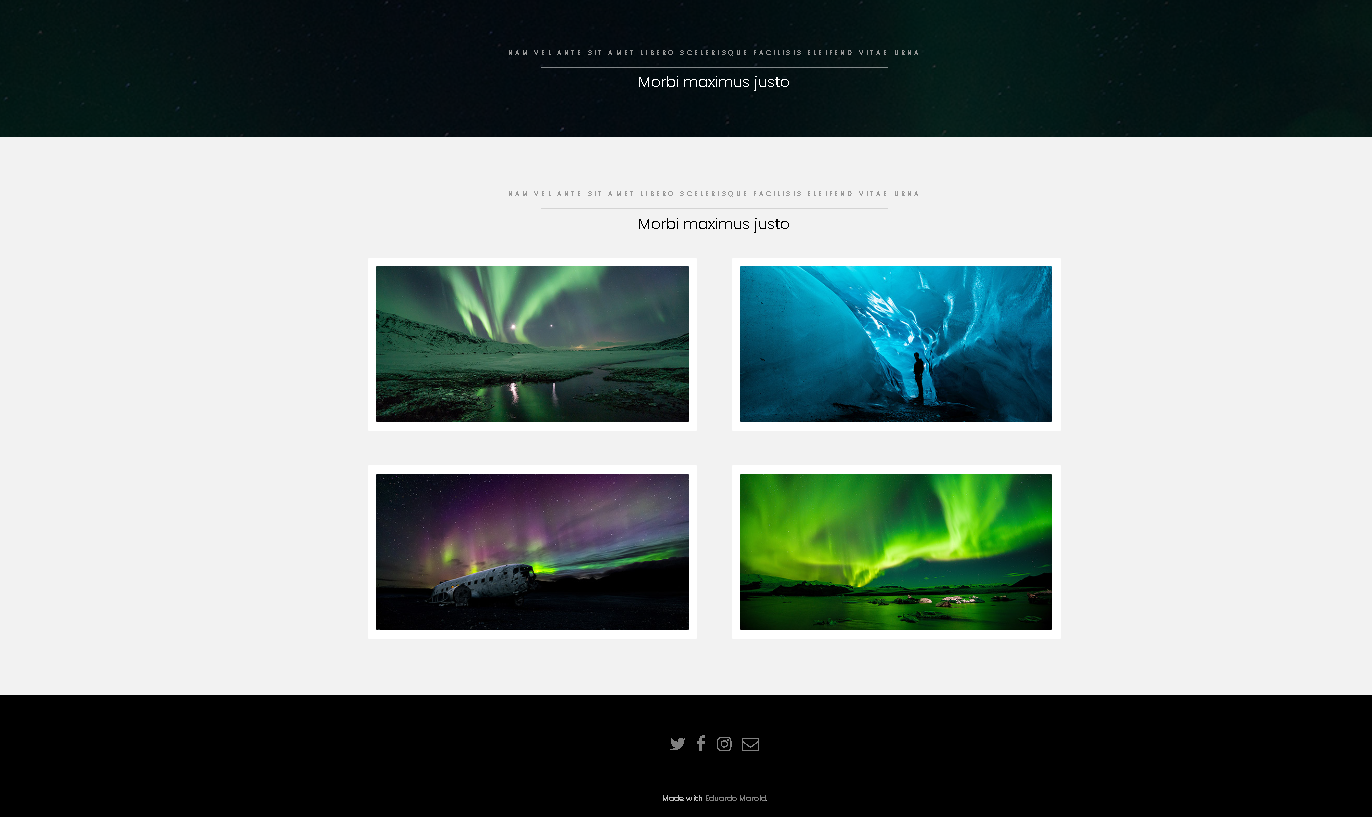 NAM VEL ANTE SIT AMET LIBERO SCELERISQUE FACILISIS ELEIFEND VITAE URNA
Morbi maximus justo
NAM VEL ANTE SIT AMET LIBERO SCELERISQUE FACILISIS ELEIFEND VITAE URNA
Morbi maximus justo
Made with Eduardo Marold.